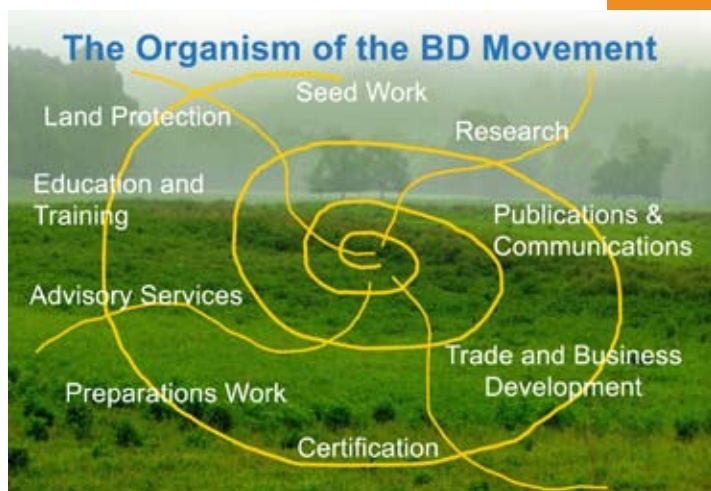 The Organism of the BD Movement
Seed Work
Land Protection
Research
Education and
Training
Publications &
Communications
Advisory Services
Trade and Business
Development
Preparations Work
Certification